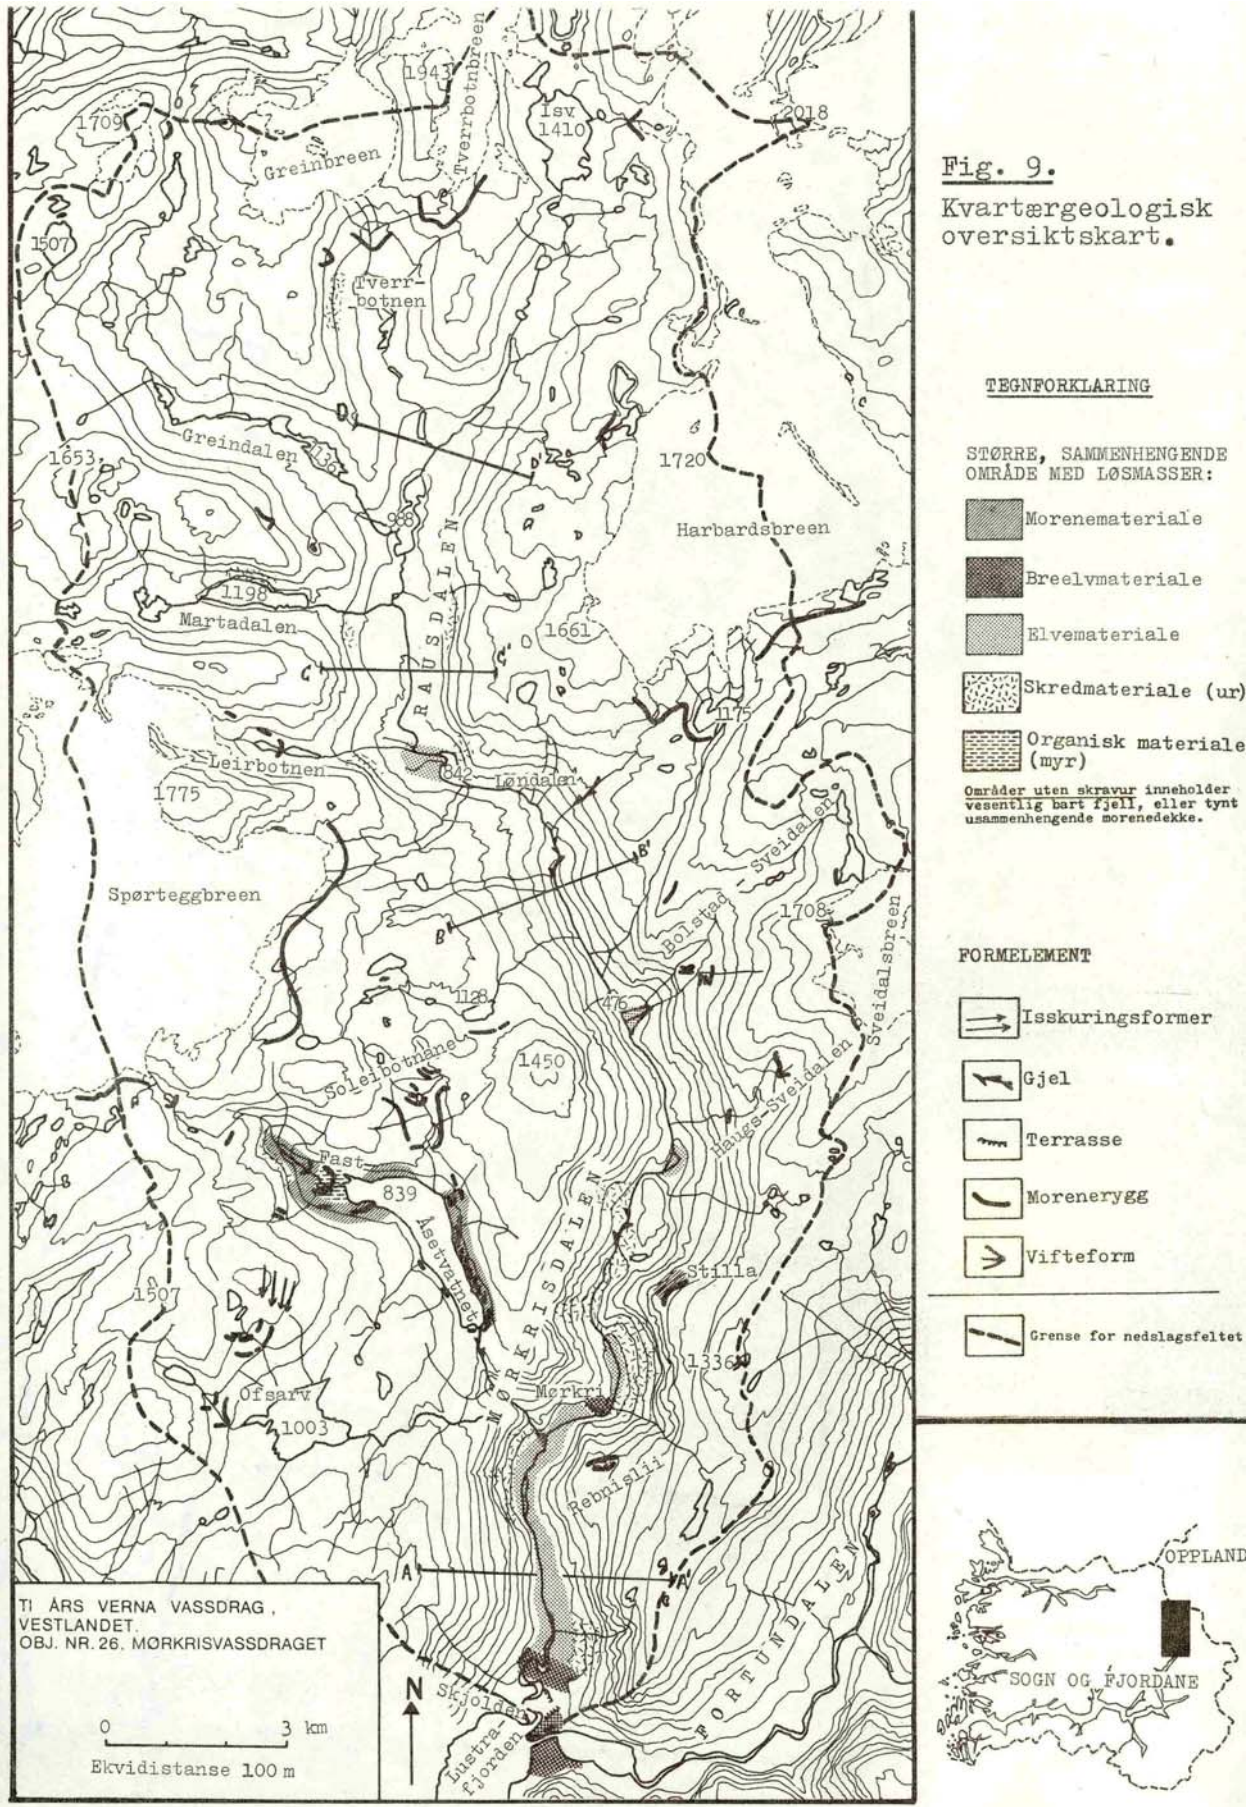 Fig. 9.
Kvartærgeologisk
oversiktskart.
TEGNFORKLARING
STØRRE, SAMMENHENGENDE
OMRÅDE MED LØSMASSER:
Morenemateriale
Breelvmateriale
Elvemateriale
Skredmateriale (ur)
Organisk materiale
(myr)
Områder uten skravur inneholder
vesentlig bart fjell, eller tynt
usammenhengende morenedekke.
FORMELEMENT
Isskuringsformer
Gjel
Terrasse
Morenerygg
Vifteform
Grense for nedslagsfeltet
OPPLAND
SOGN OG FJORDANE
1943
Tverrbotnbreen
Isv.
1410
2018
1709
Greinbreen
1507
Tverr-
botnen
D
Greindalen
1136
D'
1653
1720
988
Harbardsbreen
1198
Martadalen
RAUSDALEN
1661
C
C'
1175
Leirbotnen
842
Løndalen
1775
B'
Bolstad - Sveidalen
Spørteggbreen
B
1708
Sveidalsbreen
1128
476
Soleibotnane
1450
Haugs-Sveidalen
Fast
839
Åsetvatnet
MØRKRISDALEN
Stilla
1507
1336
Ofsarv
1003
Mørkri
Rebnislii
A
A'
FORTUNDALEN
Skjolden
Lustra-
fjorden
N
TI ÅRS VERNA VASSDRAG,
VESTLANDET.
OBJ. NR. 26, MØRKRISVASSDRAGET
0 3 km
Ekvidistanse 100 m